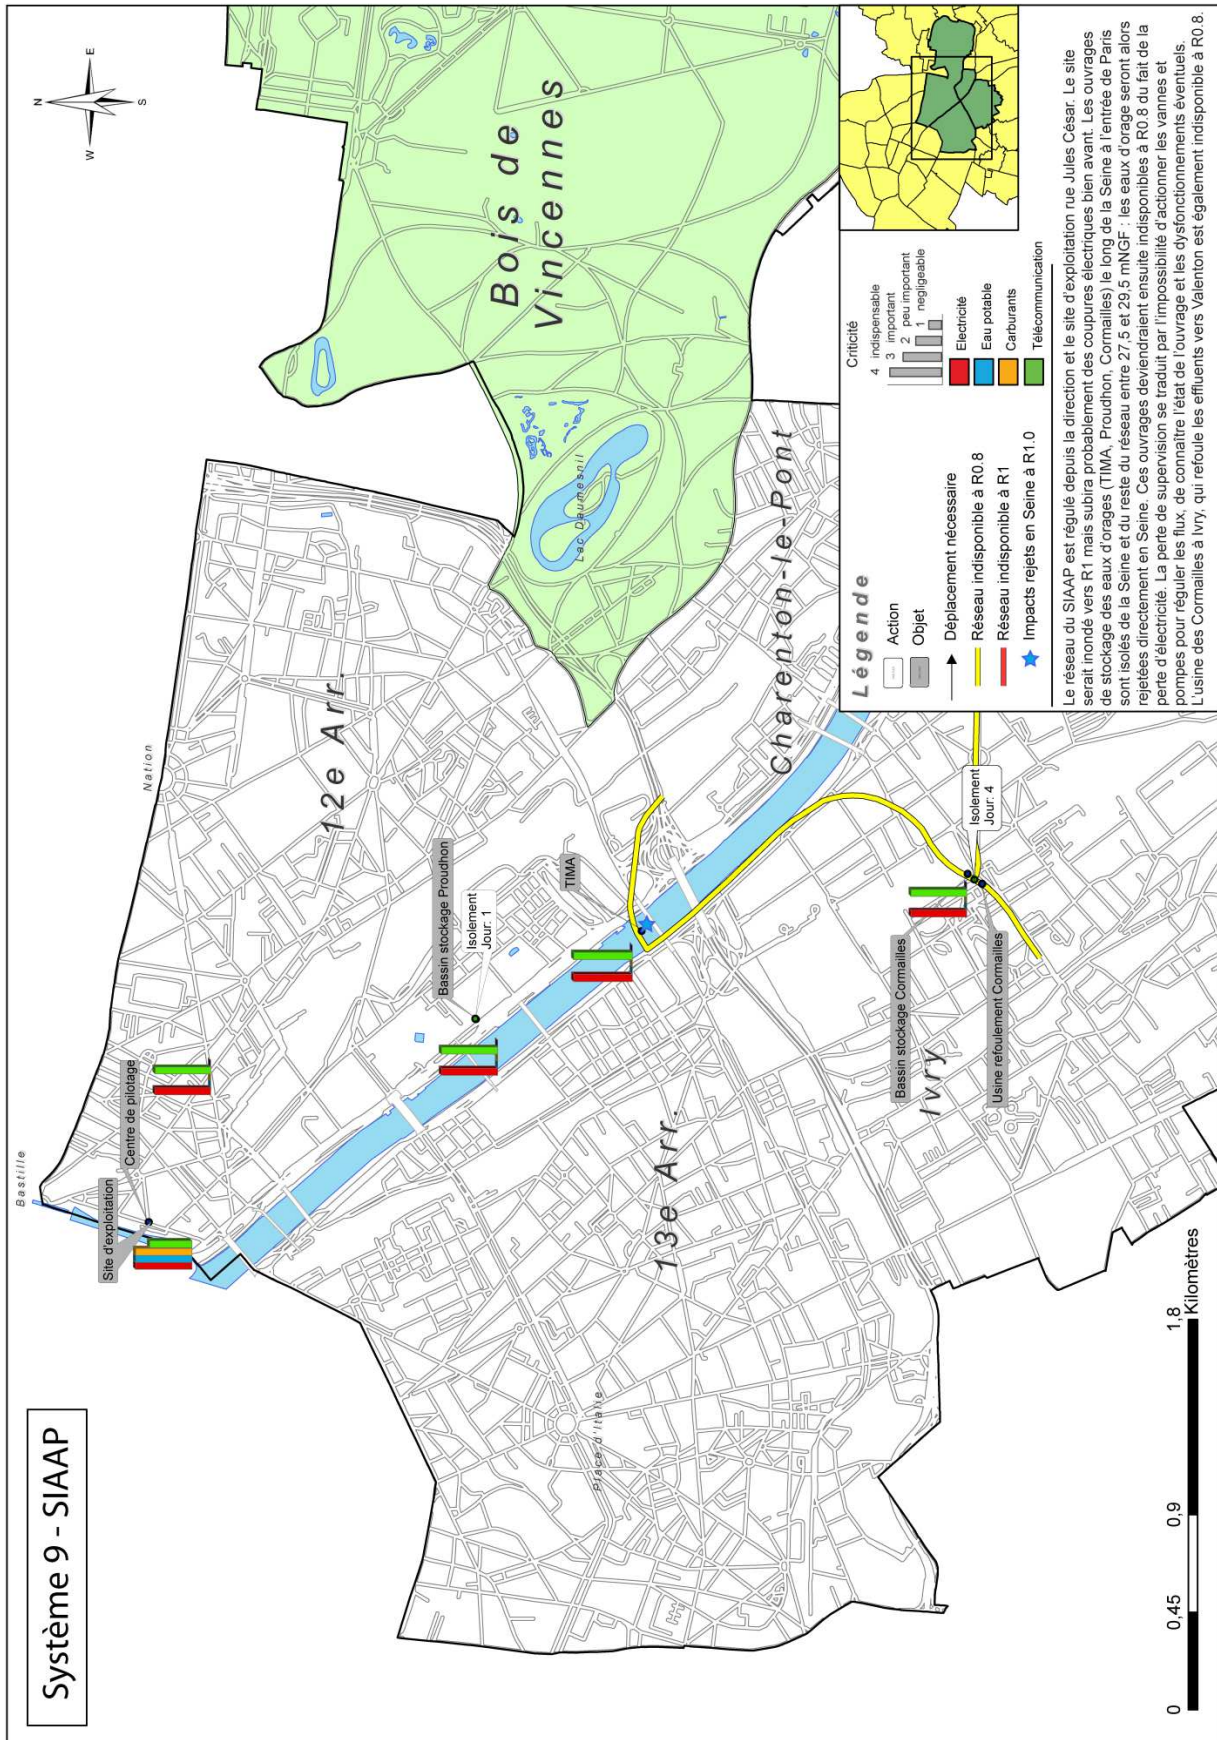 Système 9 - SIAAP
N
W
E
S
Bastille
Nation
Site d'exploitation
Centre de pilotage
12e Arr.
Bois de
Vincennes
Lac Daumesnil
Bassin stockage Proudhon
Isolement
Jour: 1
TIMA
Charenton-le-Pont
Place d'Italie
13e Arr.
Ivry
Bassin stockage Cormailles
Usine refoulement Cormailles
Isolement
Jour: 4
0
0,45
0,9
1,8
Kilomètres
Légende
Action
Objet
Déplacement nécessaire
Réseau indisponible à R0.8
Réseau indisponible à R1
Impacts rejets en Seine à R1.0
Criticité
4 indispensable
3 important
2 peu important
1 negligeable
Electricité
Eau potable
Carburants
Télécommunication
Le réseau du SIAAP est régulé depuis la direction et le site d'exploitation rue Jules César. Le site
serait inondé vers R1 mais subira probablement des coupures électriques bien avant. Les ouvrages
de stockage des eaux d'orages (TIMA, Proudhon, Cormailles) le long de la Seine à l'entrée de Paris
sont isolés de la Seine et du reste du réseau entre 27,5 et 29,5 mNGF : les eaux d'orage seront alors
rejetées directement en Seine. Ces ouvrages deviendraient ensuite indisponibles à R0.8 du fait de la
perte d'électricité. La perte de supervision se traduit par l'impossibilité d'actionner les vannes et
pompes pour réguler les flux, de connaître l'état de l'ouvrage et les dysfonctionnements éventuels.
L'usine des Cormailles à Ivry, qui refoule les effluents vers Valenton est également indisponible à R0.8.